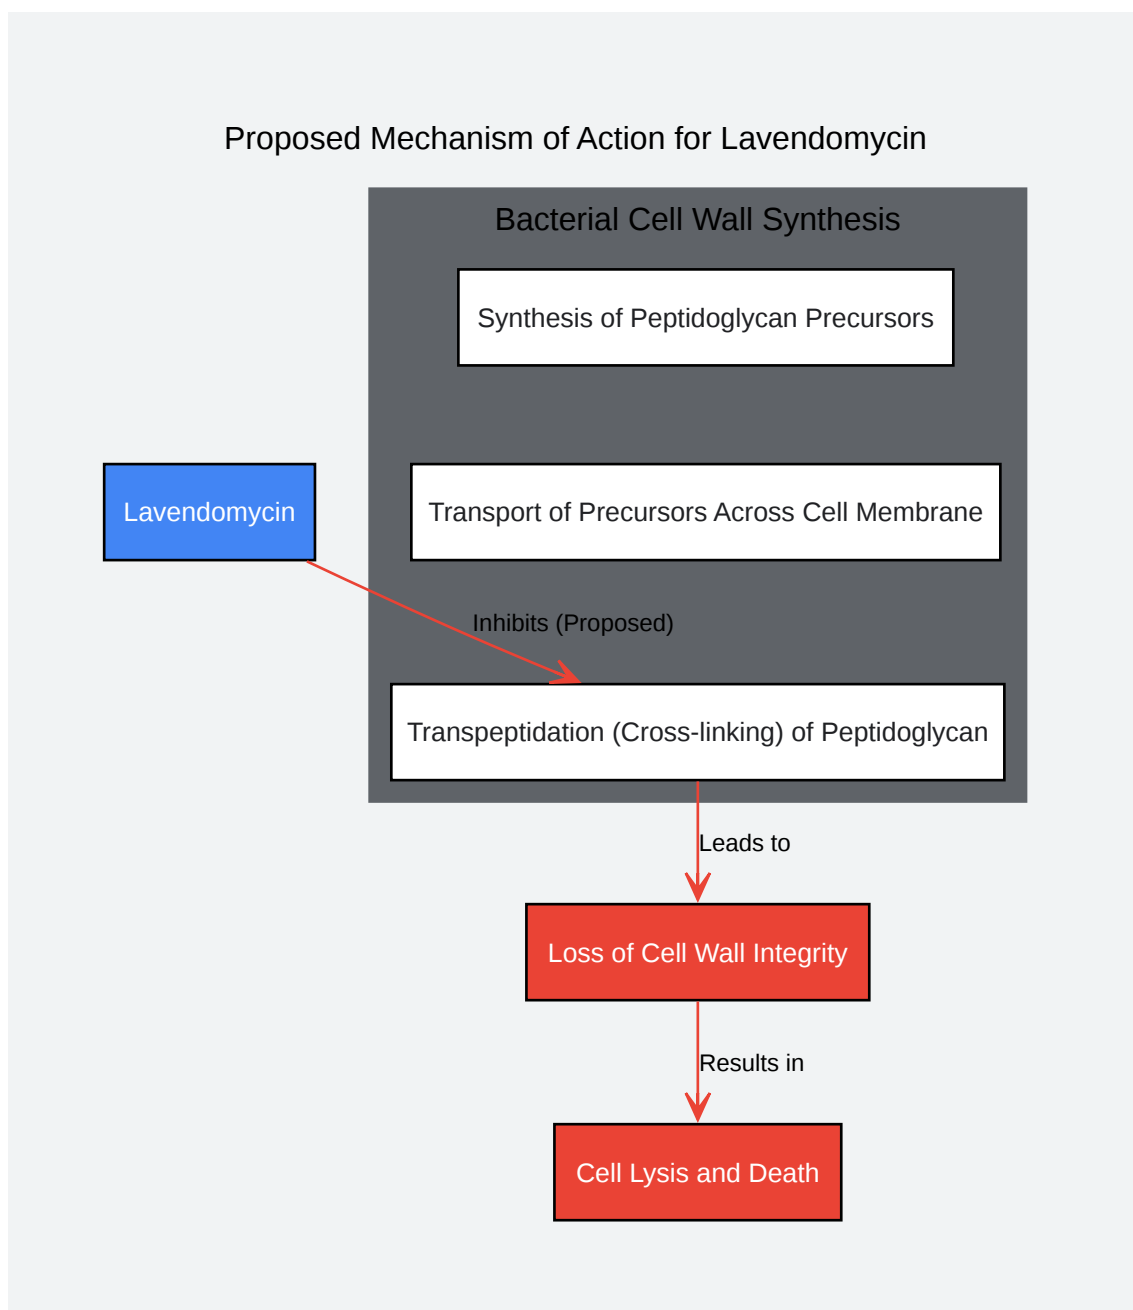 Proposed Mechanism of Action for Lavendomycin
Bacterial Cell Wall Synthesis
Synthesis of Peptidoglycan Precursors
Lavendomycin
Transport of Precursors Across Cell Membrane
Inhibits (Proposed)
Transpeptidation (Cross-linking) of Peptidoglycan
Leads to
Loss of Cell Wall Integrity
Results in
Cell Lysis and Death